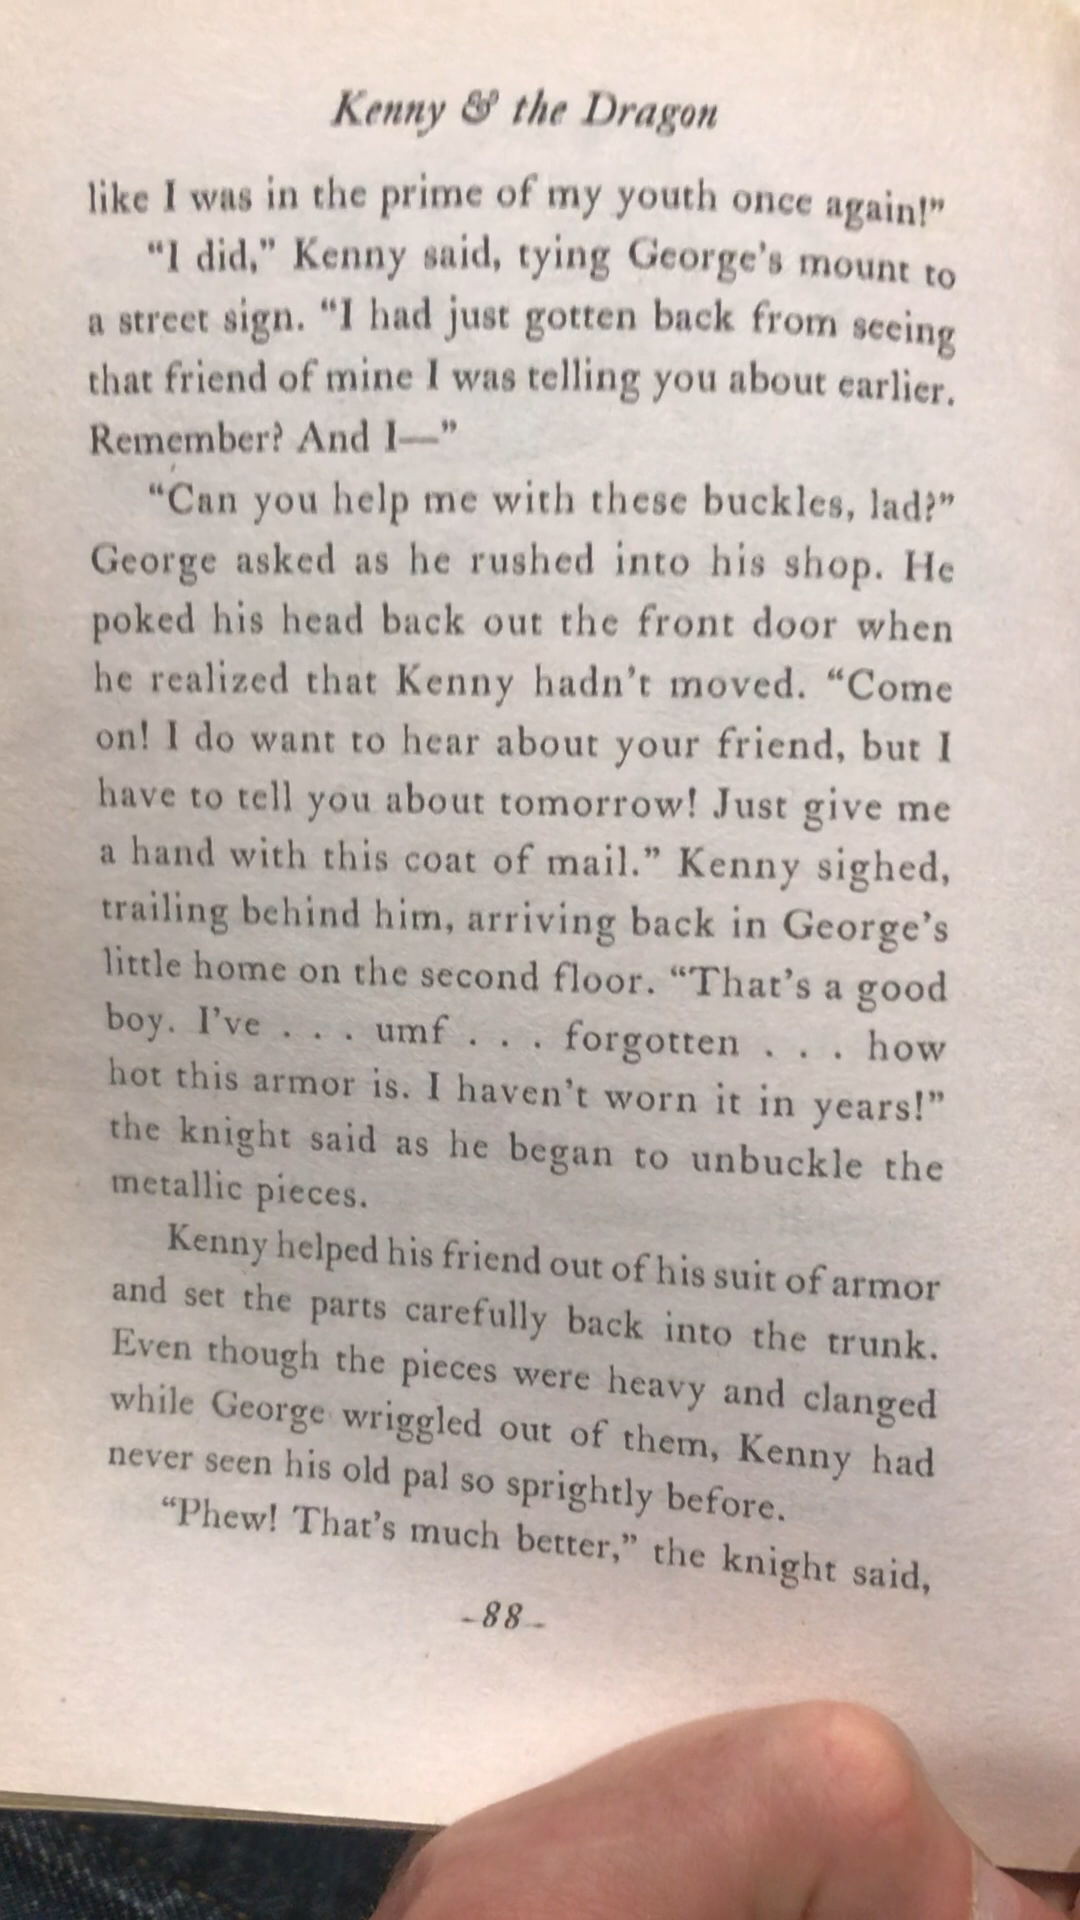 Kenny & the Dragon
like I was in the prime of my youth once again!”
“I did,” Kenny said, tying George’s mount to
a street sign. “I had just gotten back from seeing
that friend of mine I was telling you about earlier.
Remember? And I—”
“Can you help me with these buckles, lad?”
George asked as he rushed into his shop. He
poked his head back out the front door when
he realized that Kenny hadn’t moved. “Come
on! I do want to hear about your friend, but I
have to tell you about tomorrow! Just give me
a hand with this coat of mail.” Kenny sighed,
trailing behind him, arriving back in George’s
little home on the second floor. “That’s a good
boy. I’ve . . . umf . . . forgotten . . . how
hot this armor is. I haven’t worn it in years!”
the knight said as he began to unbuckle the
metallic pieces.
Kenny helped his friend out of his suit of armor
and set the parts carefully back into the trunk.
Even though the pieces were heavy and clanged
while George wriggled out of them, Kenny had
never seen his old pal so sprightly before.
“Phew! That’s much better,” the knight said,
-88-